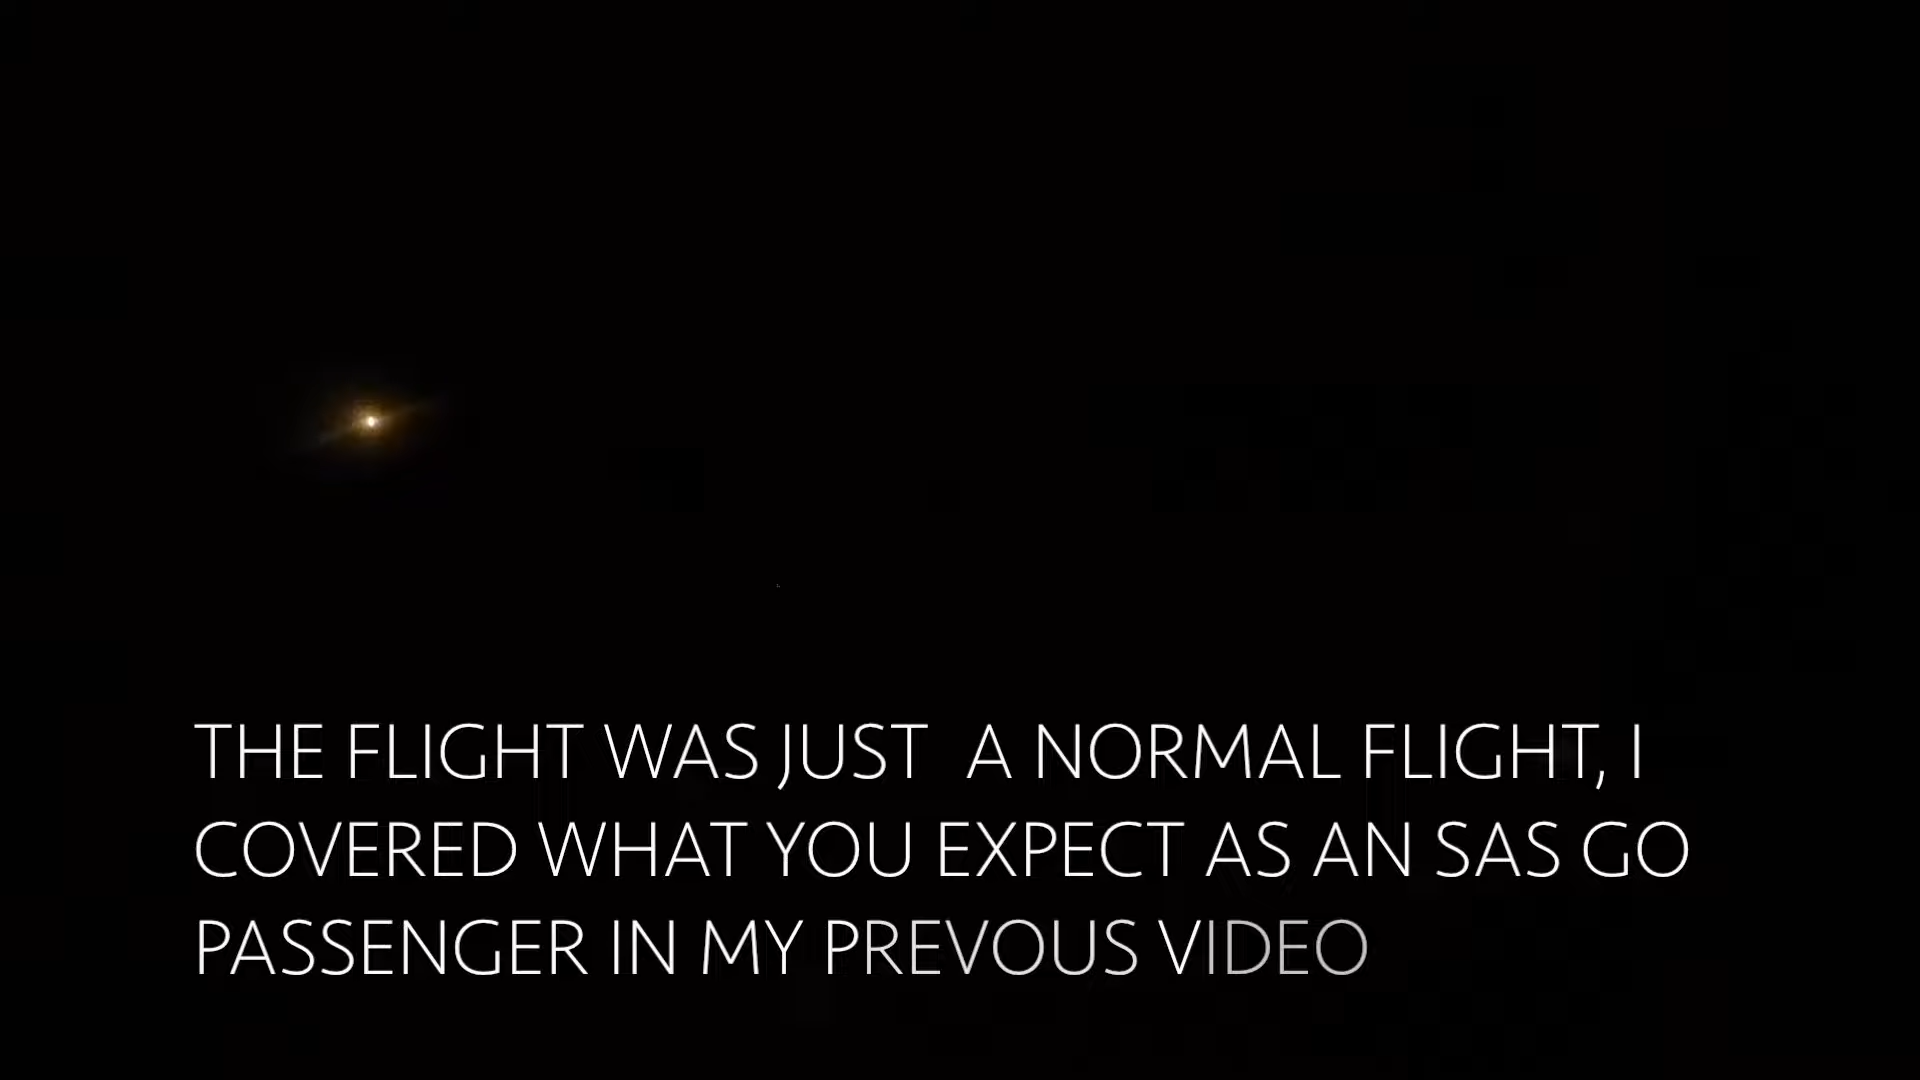 THE FLIGHT WAS JUST  A NORMAL FLIGHT, I
COVERED WHAT YOU EXPECT AS AN SAS GO
PASSENGER IN MY PREVOUS VIDEO